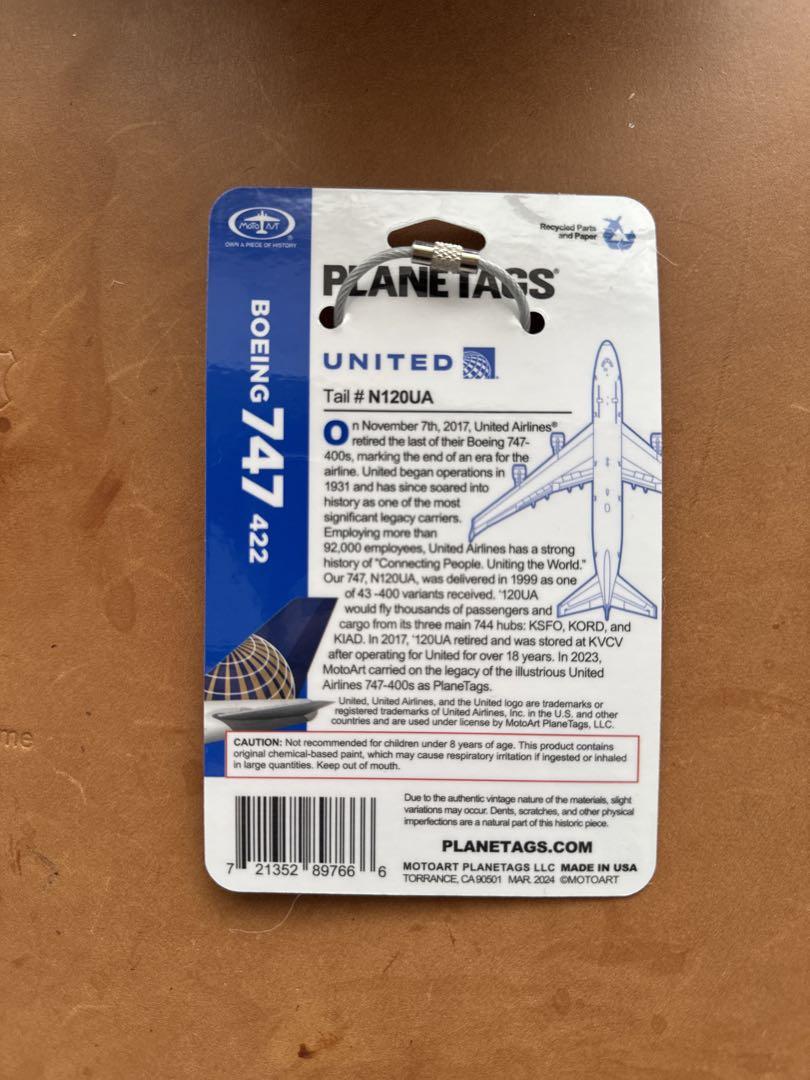 MotoArt
OWN A PIECE OF HISTORY
Recycled Parts
and Paper
PLANETAGS®
BOEING 747 422
UNITED
Tail # N120UA
On November 7th, 2017, United Airlines®
retired the last of their Boeing 747-
400s, marking the end of an era for the
airline. United began operations in
1931 and has since soared into
history as one of the most
significant legacy carriers.
Employing more than
92,000 employees, United Airlines has a strong
history of "Connecting People. Uniting the World."
Our 747, N120UA, was delivered in 1999 as one
of 43 -400 variants received. '120UA
would fly thousands of passengers and
cargo from its three main 744 hubs: KSFO, KORD, and
KIAD. In 2017, '120UA retired and was stored at KVCV
after operating for United for over 18 years. In 2023,
MotoArt carried on the legacy of the illustrious United
Airlines 747-400s as PlaneTags.
United, United Airlines, and the United logo are trademarks or
registered trademarks of United Airlines, Inc. in the U.S. and other
countries and are used under license by MotoArt PlaneTags, LLC.
CAUTION: Not recommended for children under 8 years of age. This product contains
original chemical-based paint, which may cause respiratory irritation if ingested or inhaled
in large quantities. Keep out of mouth.
Due to the authentic vintage nature of the materials, slight
variations may occur. Dents, scratches, and other physical
imperfections are a natural part of this historic piece.
PLANETAGS.COM
MOTOART PLANETAGS LLC MADE IN USA
TORRANCE, CA 90501 MAR. 2024 ©MOTOART
7 21352 89766 6
me